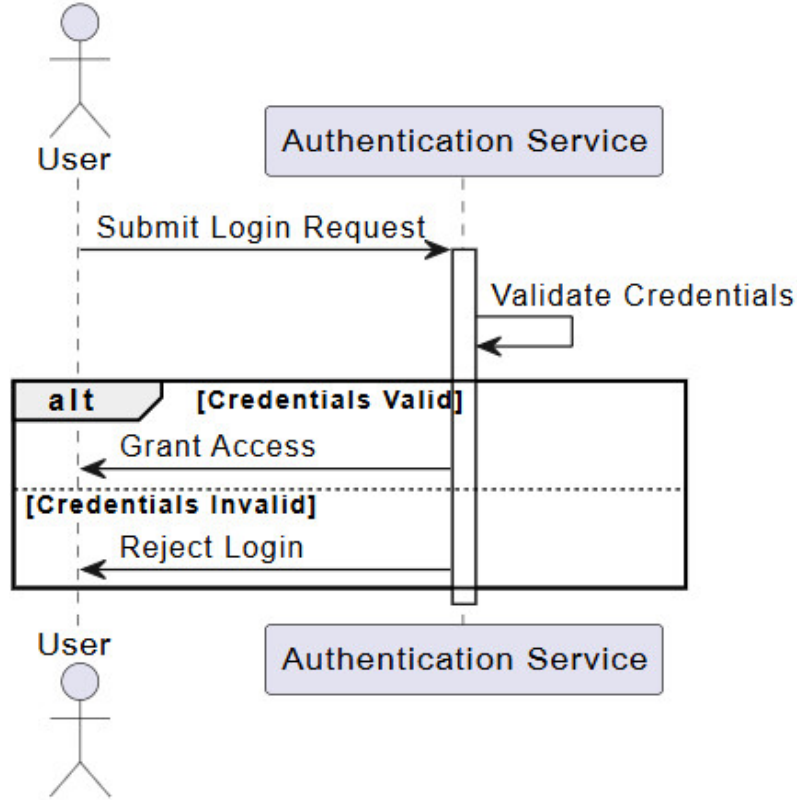 User
Authentication Service
Submit Login Request
Validate Credentials
alt [Credentials Valid]
Grant Access
[Credentials Invalid]
Reject Login
User
Authentication Service